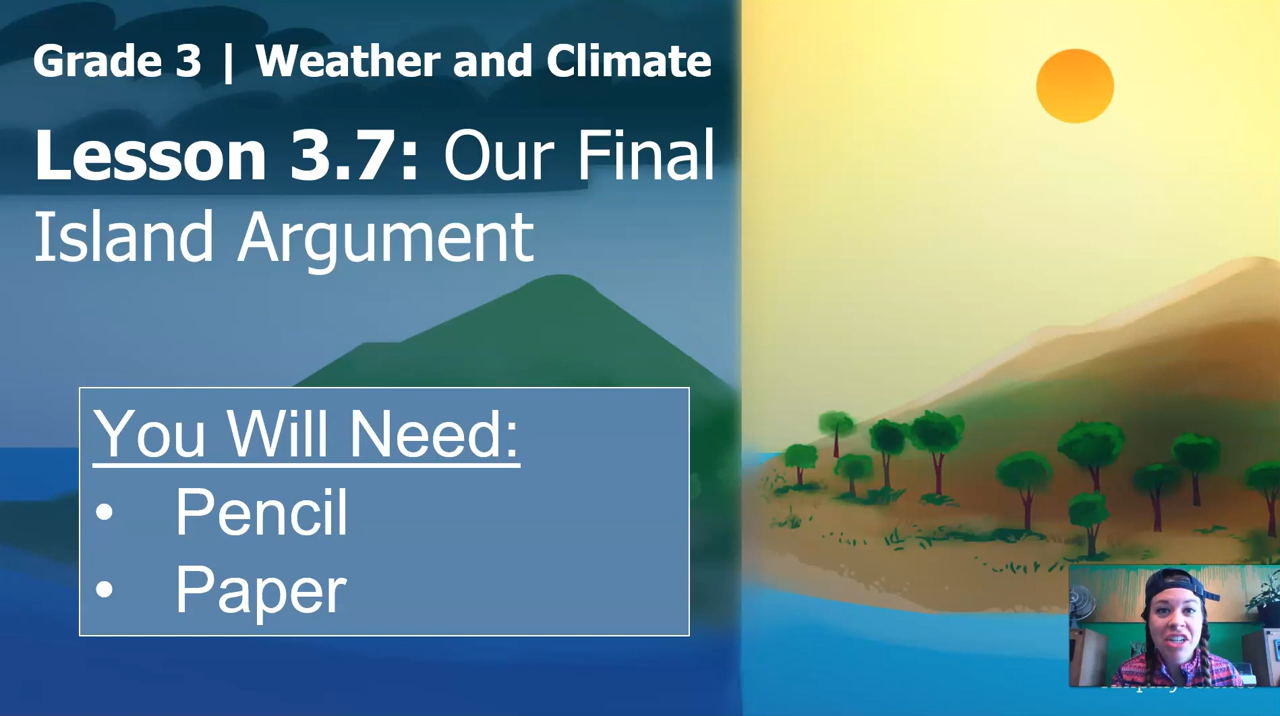 Grade 3 | Weather and Climate
Lesson 3.7: Our Final
Island Argument
You Will Need:
• Pencil
• Paper